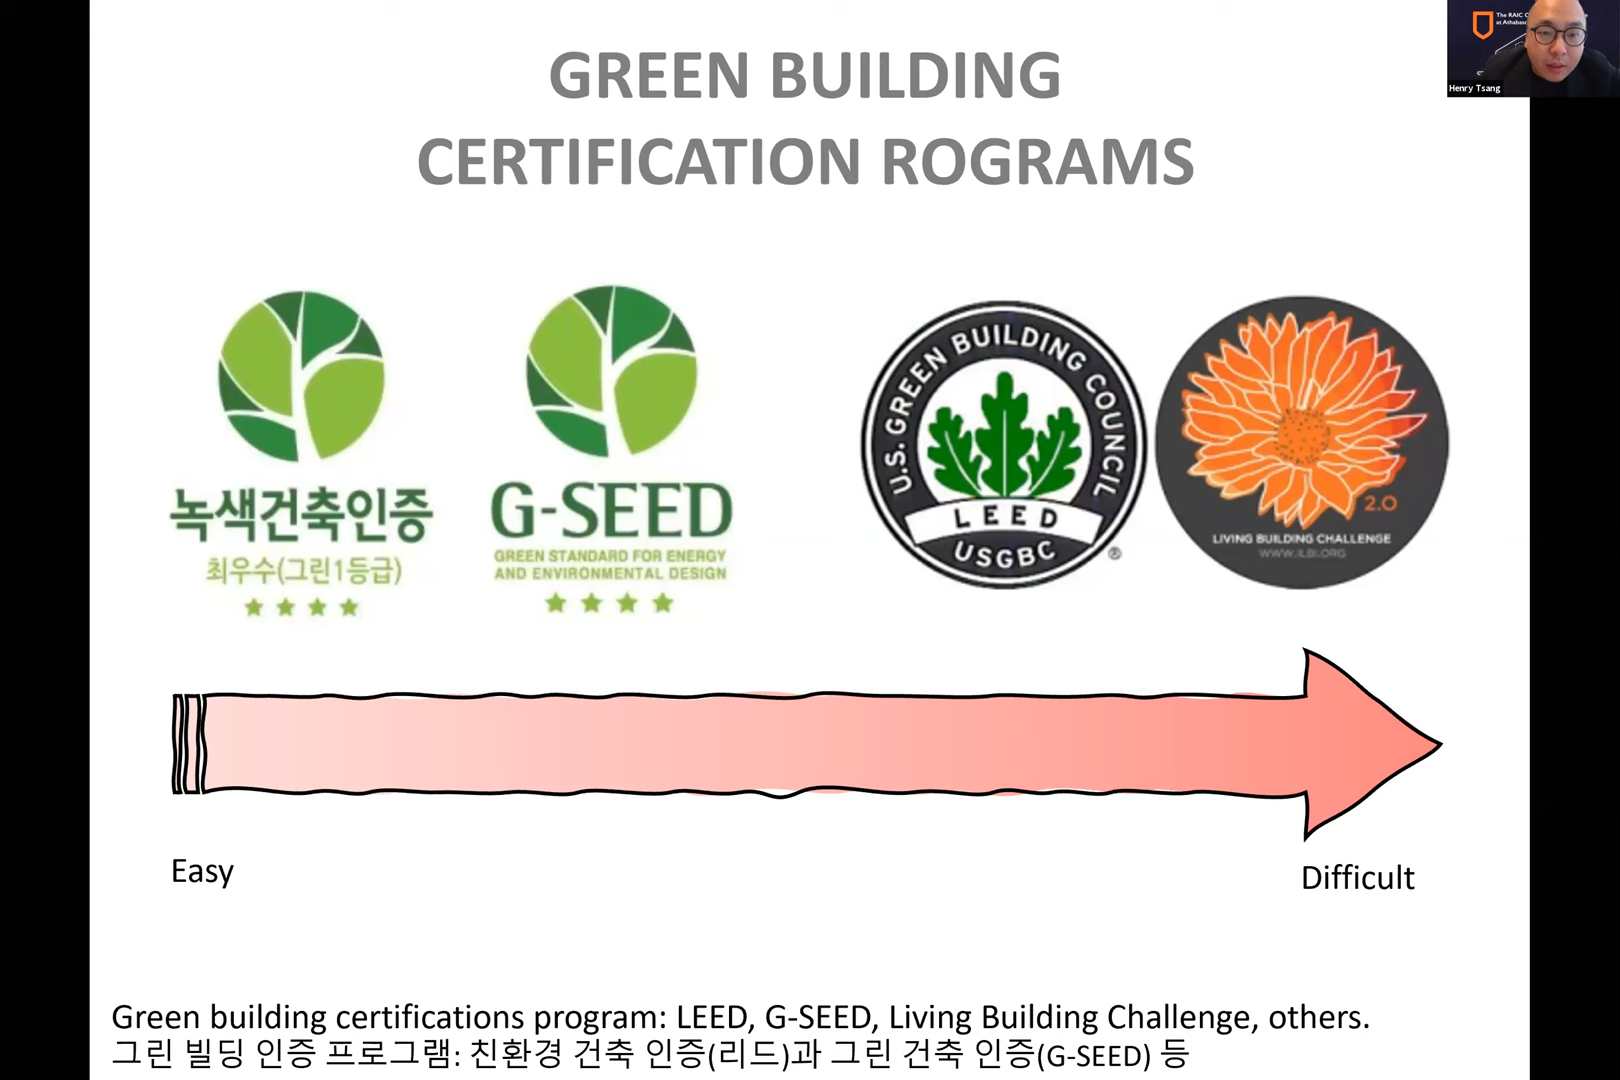 GREEN BUILDING
CERTIFICATION ROGRAMS
The RAIC C
at Athabasc
Henry Tsang
녹색건축인증
최우수(그린1등급)
G-SEED
GREEN STANDARD FOR ENERGY
AND ENVIRONMENTAL DESIGN
U.S. GREEN BUILDING COUNCIL
LEED
USGBC
®
2.0
LIVING BUILDING CHALLENGE
WWW.ILBI.ORG
Easy
Difficult
Green building certifications program: LEED, G-SEED, Living Building Challenge, others.
그린 빌딩 인증 프로그램: 친환경 건축 인증(리드)과 그린 건축 인증(G-SEED) 등